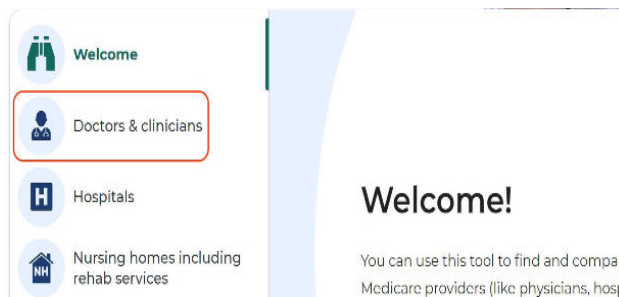 Welcome
Doctors & clinicians
H
Hospitals
NH
Nursing homes including
rehab services
Welcome!
You can use this tool to find and compa
Medicare providers (like physicians, hosp